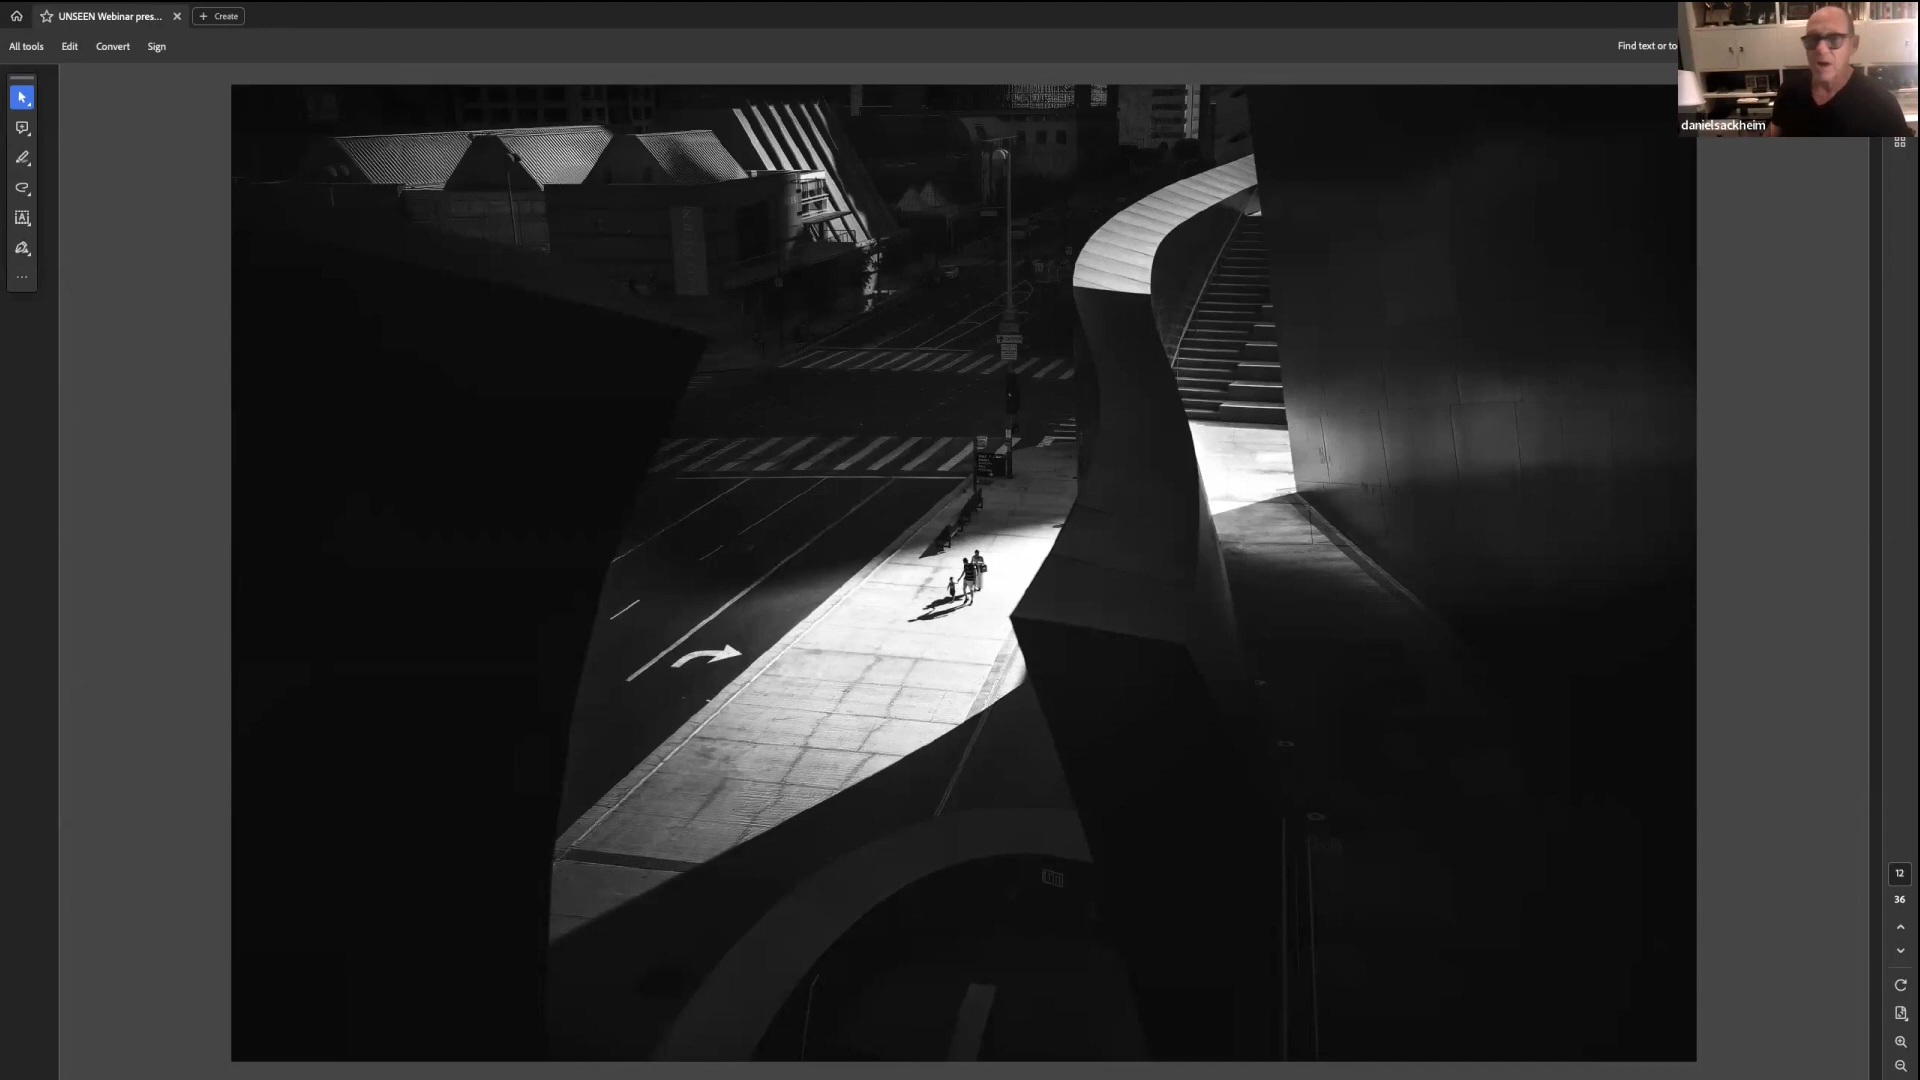 UNSEEN Webinar pres...
Create
All tools
Edit
Convert
Sign
Find text or to
danielsackheim
12
36